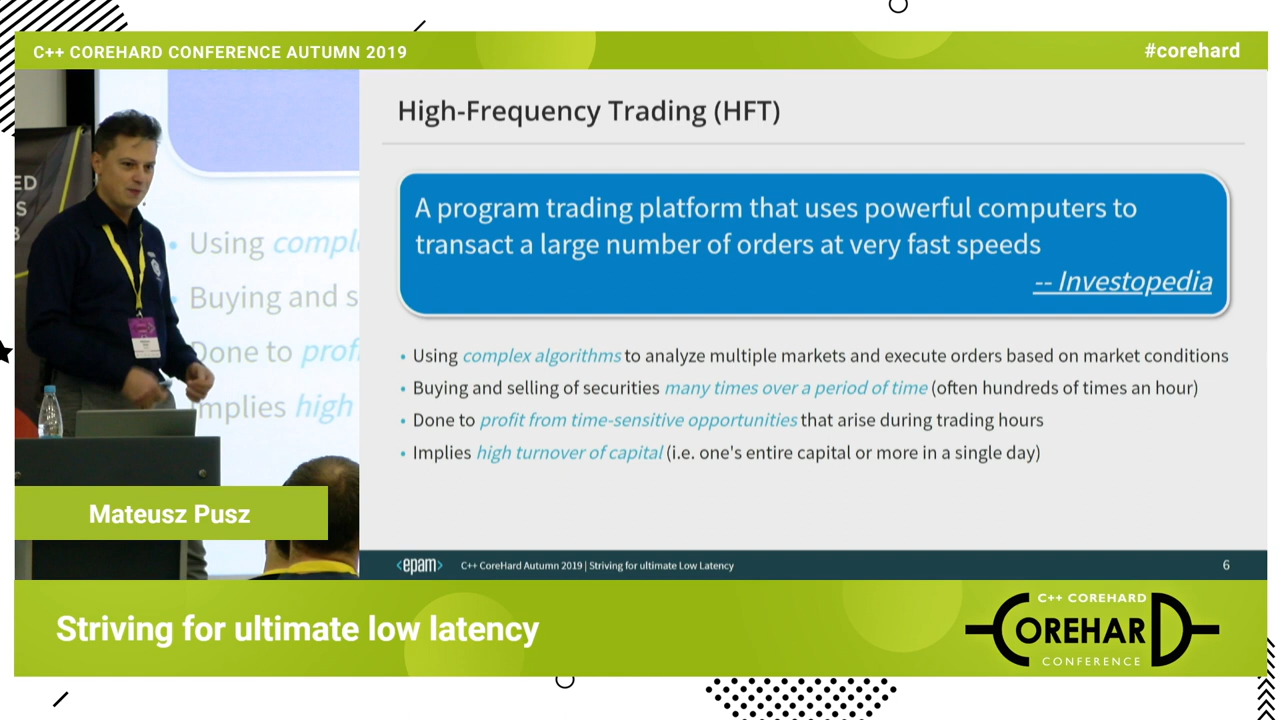 C++ COREHARD CONFERENCE AUTUMN 2019
#corehard
High-Frequency Trading (HFT)
A program trading platform that uses powerful computers to
transact a large number of orders at very fast speeds
-- Investopedia
• Using complex algorithms to analyze multiple markets and execute orders based on market conditions
• Buying and selling of securities many times over a period of time (often hundreds of times an hour)
• Done to profit from time-sensitive opportunities that arise during trading hours
• Implies high turnover of capital (i.e. one's entire capital or more in a single day)
<epam>
C++ CoreHard Autumn 2019 | Striving for ultimate Low Latency
6
ED
S
• Using compl
Buying and s
Done to prof
mplies high
Mateusz Pusz
Striving for ultimate low latency
C++ COREHARD
COREHARD
CONFERENCE